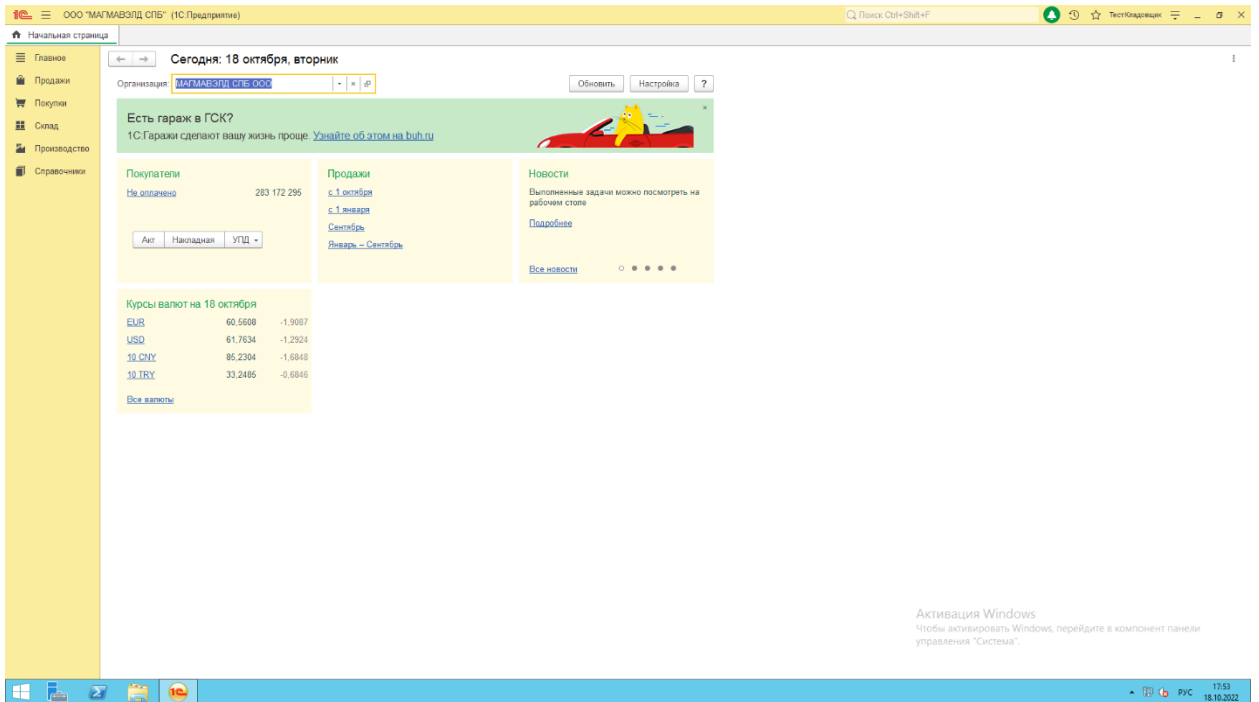 1С ООО "МАГМАВЭЛД СПБ" (1С:Предприятие) Поиск Ctrl+Shift+F ТестКладовщик
Начальная страница
Главное
Продажи
Покупки
Склад
Производство
Справочники
Сегодня: 18 октября, вторник
Организация: МАГМАВЭЛД СПБ ООО Обновить Настройка ?
Есть гараж в ГСК?
1С:Гаражи сделают вашу жизнь проще. Узнайте об этом на buh.ru
Покупатели
Не оплачено 283 172 295
Акт Накладная УПД
Продажи
с 1 октября
с 1 января
Сентябрь
Январь – Сентябрь
Новости
Выполненные задачи можно посмотреть на
рабочем столе
Подробнее
Все новости
Курсы валют на 18 октября
EUR 60,5608 -1,9087
USD 61,7634 -1,2924
10 CNY 85,2304 -1,6848
10 TRY 33,2485 -0,6846
Все валюты
Активация Windows
Чтобы активировать Windows, перейдите в компонент панели
управления "Система".
1С РУС 17:53
18.10.2022